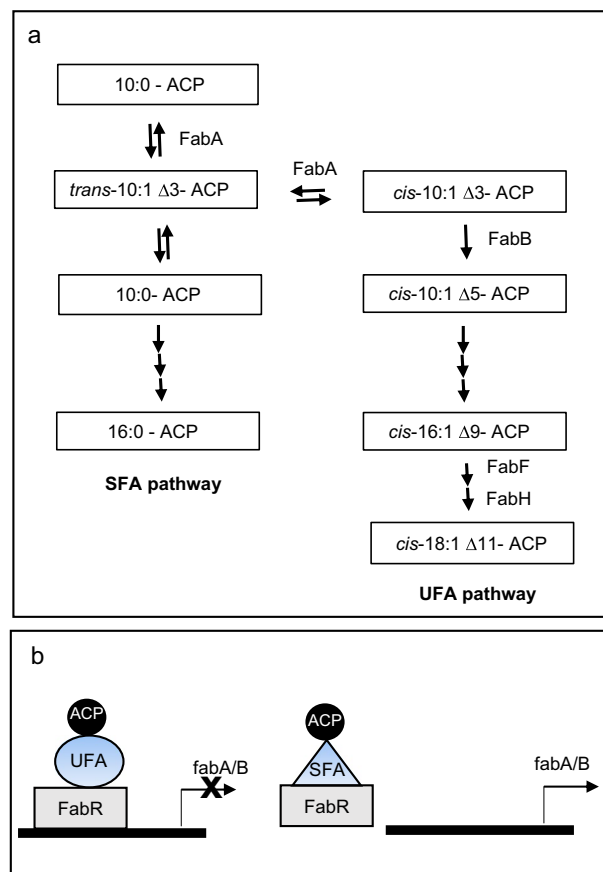 a
10:0 - ACP
FabA
trans-10:1 Δ3- ACP
FabA
cis-10:1 Δ3- ACP
FabB
10:0- ACP
cis-10:1 Δ5- ACP
16:0 - ACP
cis-16:1 Δ9- ACP
SFA pathway
FabF
FabH
cis-18:1 Δ11- ACP
UFA pathway
b
ACP
UFA
FabR
fabA/B
X
ACP
SFA
FabR
fabA/B